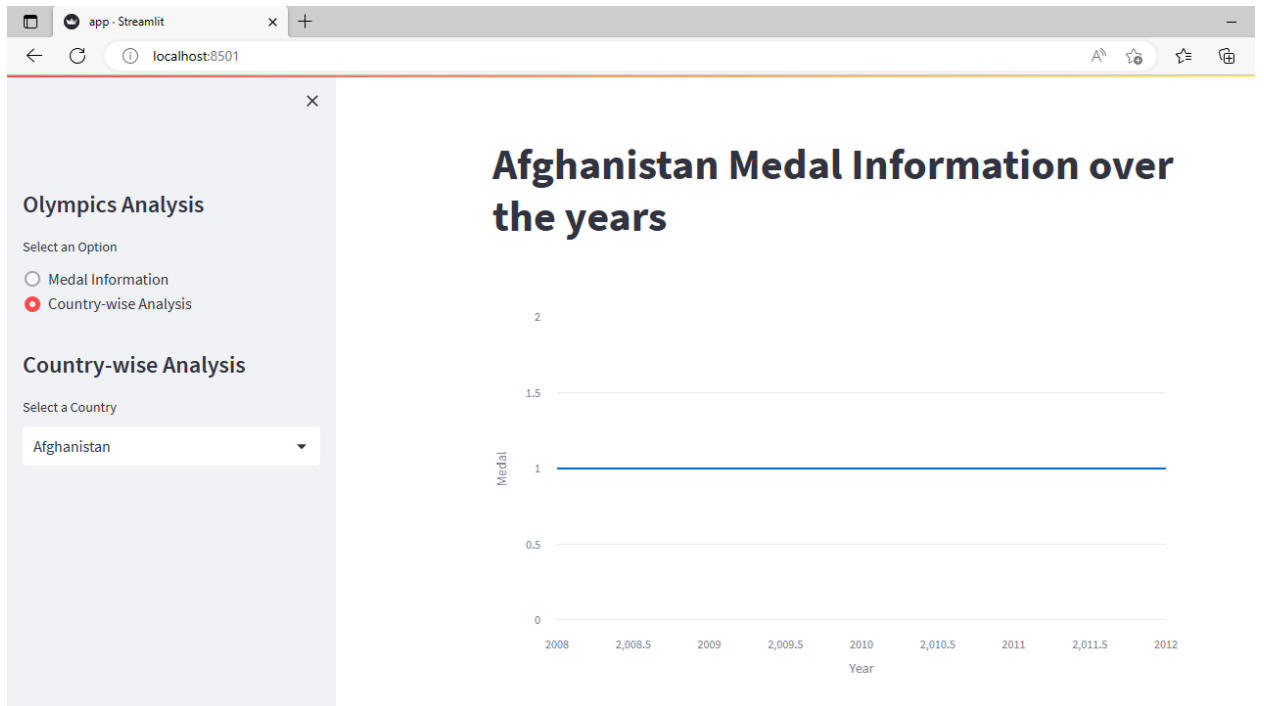 app · Streamlit
localhost:8501
Olympics Analysis
Select an Option
Medal Information
Country-wise Analysis
Country-wise Analysis
Select a Country
Afghanistan
Afghanistan Medal Information over
the years
2
1.5
1
0.5
0
Medal
2008 2,008.5 2009 2,009.5 2010 2,010.5 2011 2,011.5 2012
Year